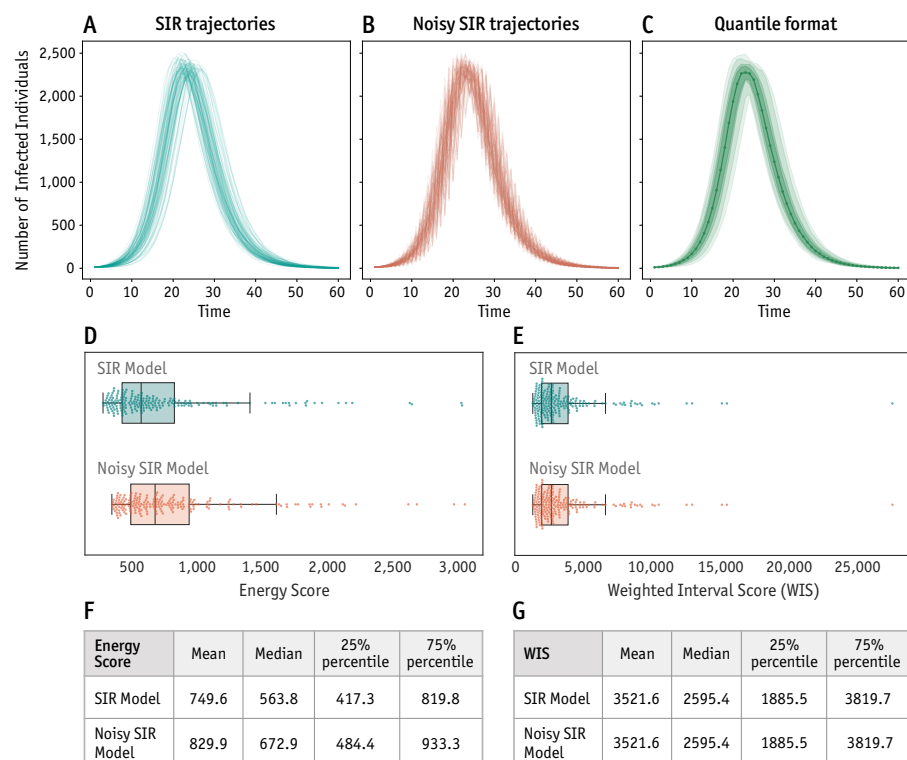 A SIR trajectories
B Noisy SIR trajectories
C Quantile format
Number of Infected Individuals
2,500
2,000
1,500
1,000
500
0
0 10 20 30 40 50 60
Time
0 10 20 30 40 50 60
Time
0 10 20 30 40 50 60
Time
D
SIR Model
Noisy SIR Model
500 1,000 1,500 2,000 2,500 3,000
Energy Score
E
SIR Model
Noisy SIR Model
0 5,000 10,000 15,000 20,000 25,000
Weighted Interval Score (WIS)
F
Energy Score Mean Median 25% percentile 75% percentile
SIR Model 749.6 563.8 417.3 819.8
Noisy SIR Model 829.9 672.9 484.4 933.3
G
WIS Mean Median 25% percentile 75% percentile
SIR Model 3521.6 2595.4 1885.5 3819.7
Noisy SIR Model 3521.6 2595.4 1885.5 3819.7